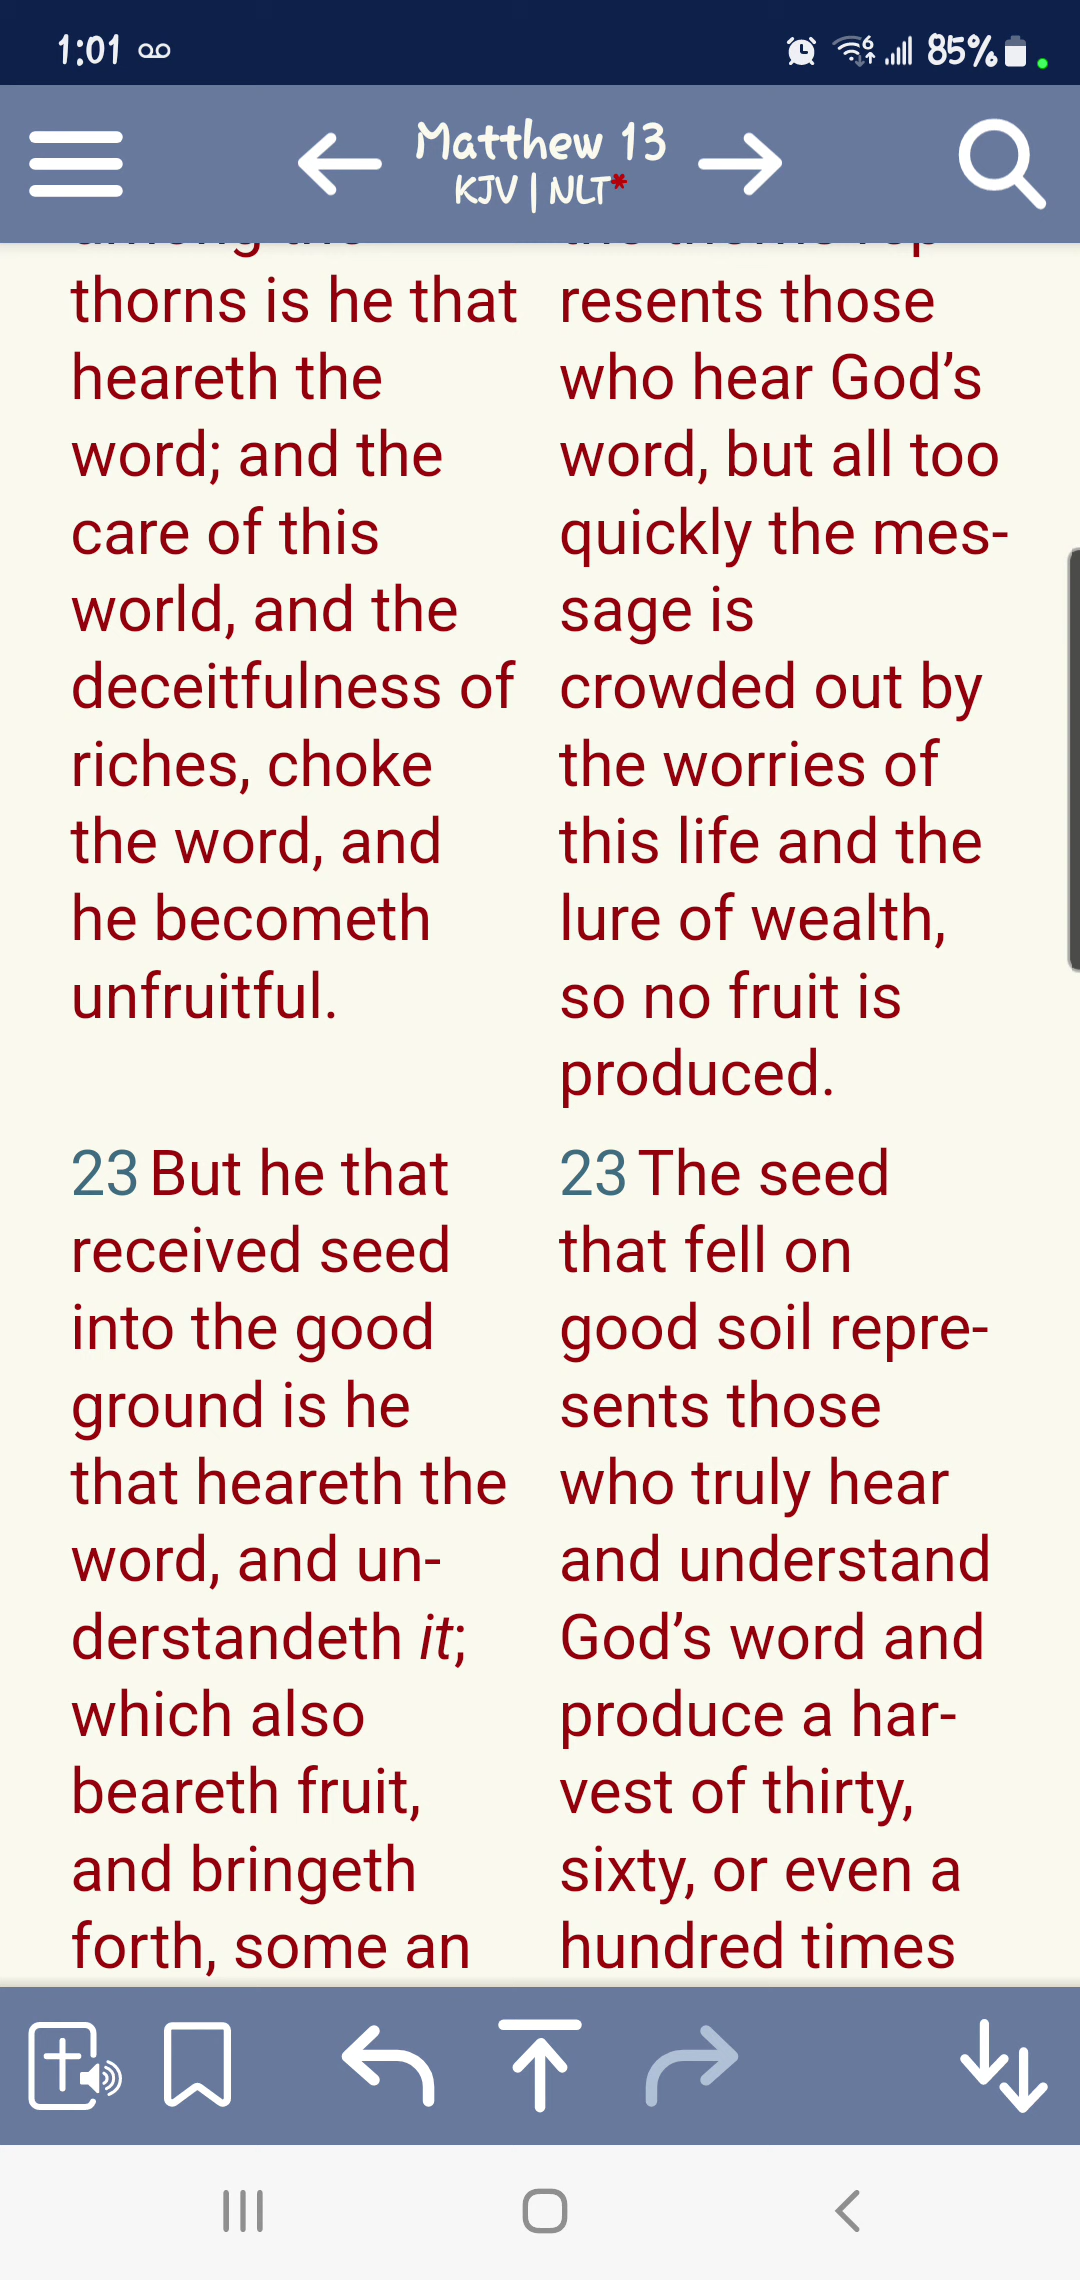 1:01
85%
Matthew 13
KJV | NLT*
thorns is he that
heareth the
word; and the
care of this
world, and the
deceitfulness of
riches, choke
the word, and
he becometh
unfruitful.
23 But he that
received seed
into the good
ground is he
that heareth the
word, and un-
derstandeth it;
which also
beareth fruit,
and bringeth
forth, some an
resents those
who hear God’s
word, but all too
quickly the mes-
sage is
crowded out by
the worries of
this life and the
lure of wealth,
so no fruit is
produced.
23 The seed
that fell on
good soil repre-
sents those
who truly hear
and understand
God’s word and
produce a har-
vest of thirty,
sixty, or even a
hundred times